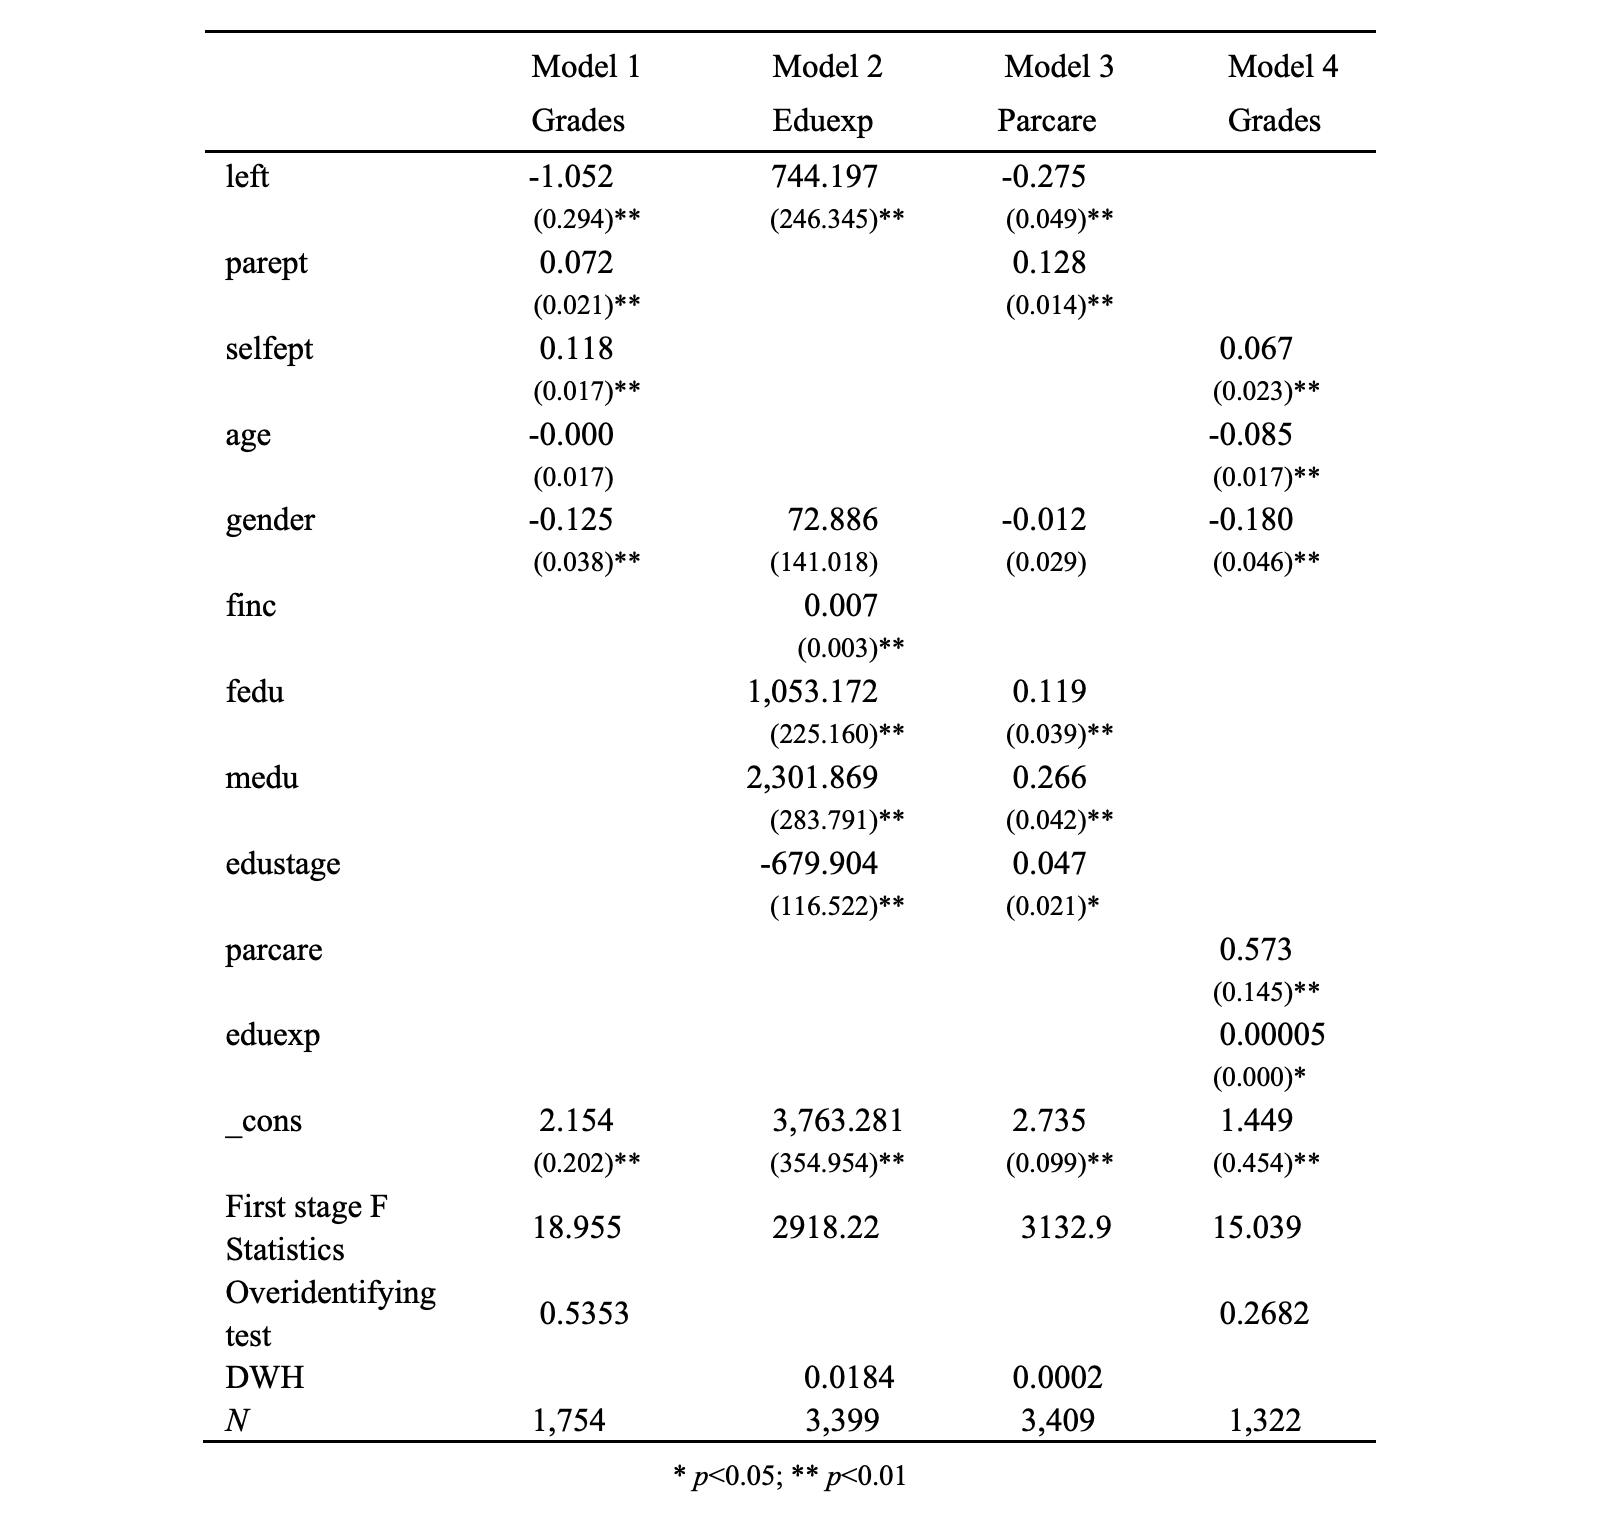 Model 1 Model 2 Model 3 Model 4
Grades Eduexp Parcare Grades
left -1.052 744.197 -0.275
(0.294)** (246.345)** (0.049)**
parept 0.072 0.128
(0.021)** (0.014)**
selfept 0.118 0.067
(0.017)** (0.023)**
age -0.000 -0.085
(0.017) (0.017)**
gender -0.125 72.886 -0.012 -0.180
(0.038)** (141.018) (0.029) (0.046)**
finc 0.007
(0.003)**
fedu 1,053.172 0.119
(225.160)** (0.039)**
medu 2,301.869 0.266
(283.791)** (0.042)**
edustage -679.904 0.047
(116.522)** (0.021)*
parcare 0.573
(0.145)**
eduexp 0.00005
(0.000)*
_cons 2.154 3,763.281 2.735 1.449
(0.202)** (354.954)** (0.099)** (0.454)**
First stage F
Statistics 18.955 2918.22 3132.9 15.039
Overidentifying
test 0.5353 0.2682
DWH 0.0184 0.0002
N 1,754 3,399 3,409 1,322
* p<0.05; ** p<0.01